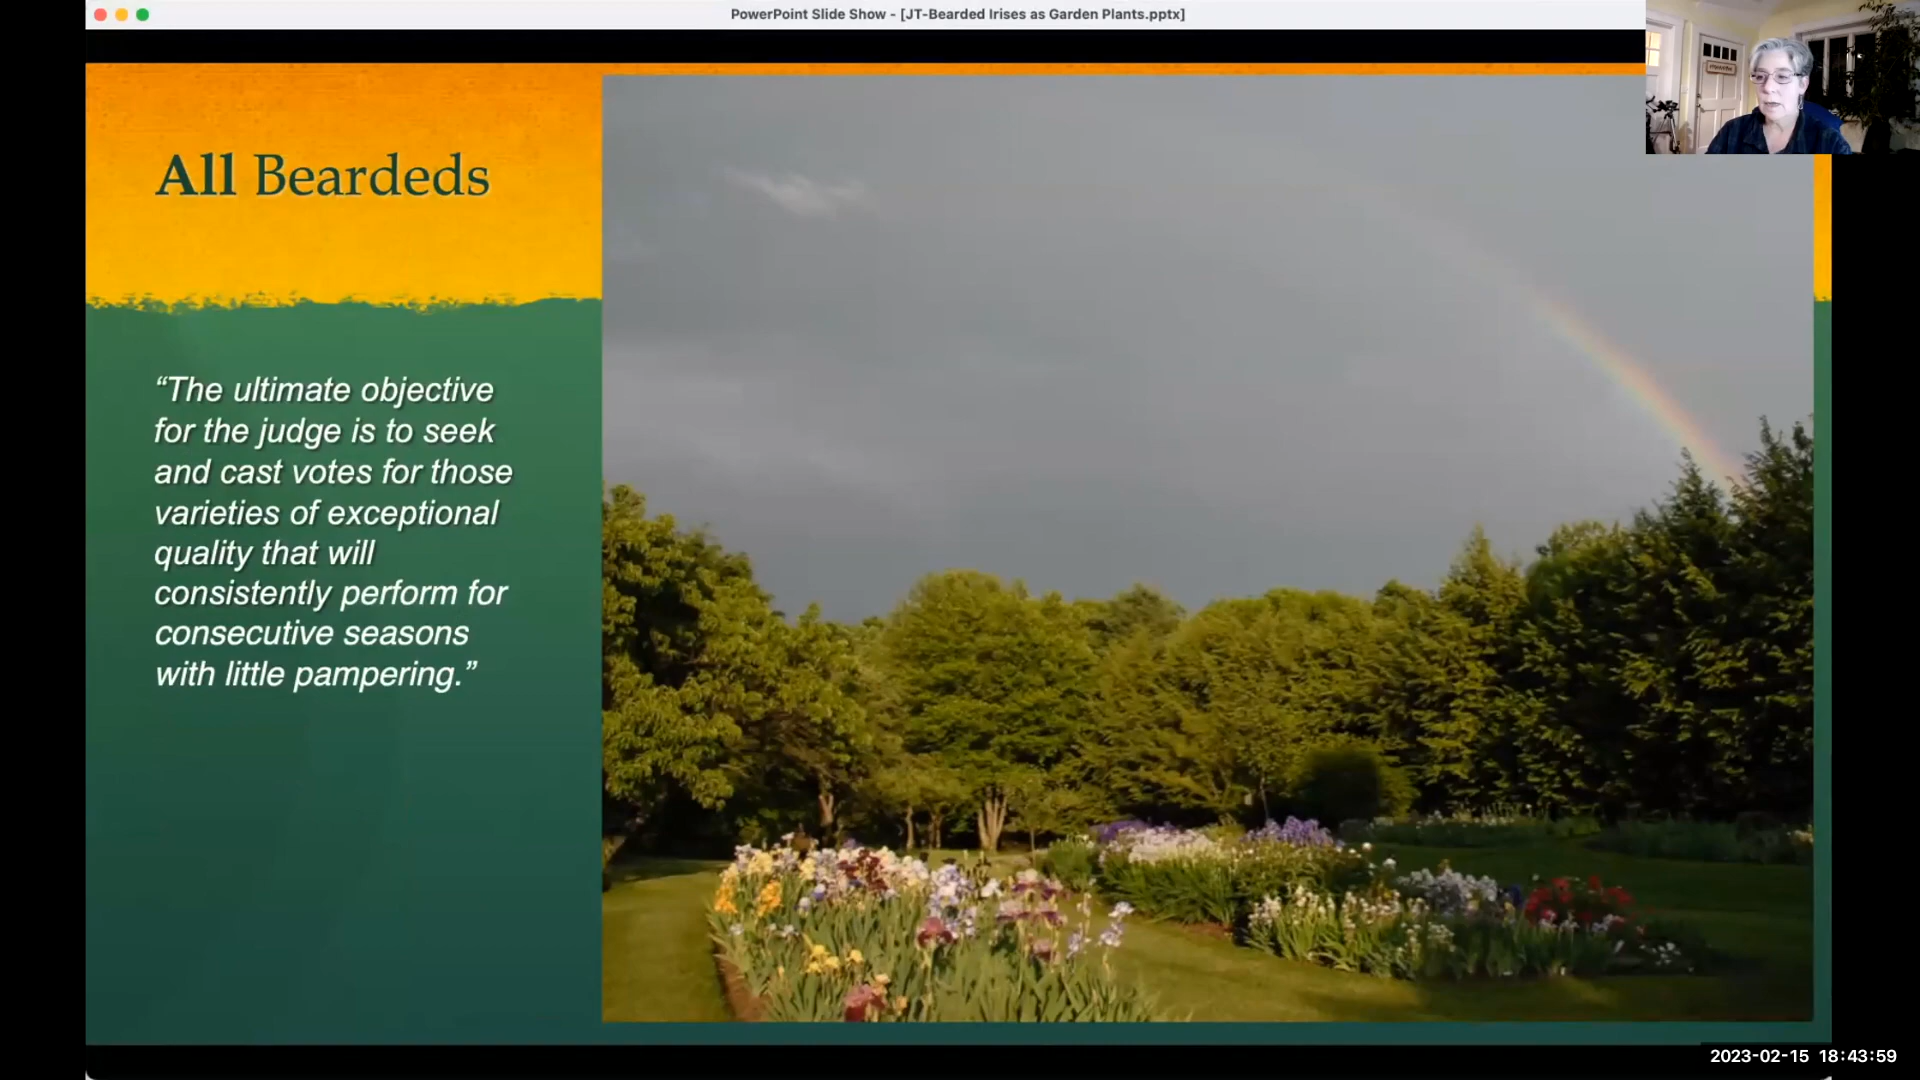 PowerPoint Slide Show - [JT-Bearded Irises as Garden Plants.pptx]
All Beardeds
“The ultimate objective
for the judge is to seek
and cast votes for those
varieties of exceptional
quality that will
consistently perform for
consecutive seasons
with little pampering.”
2023-02-15 18:43:59